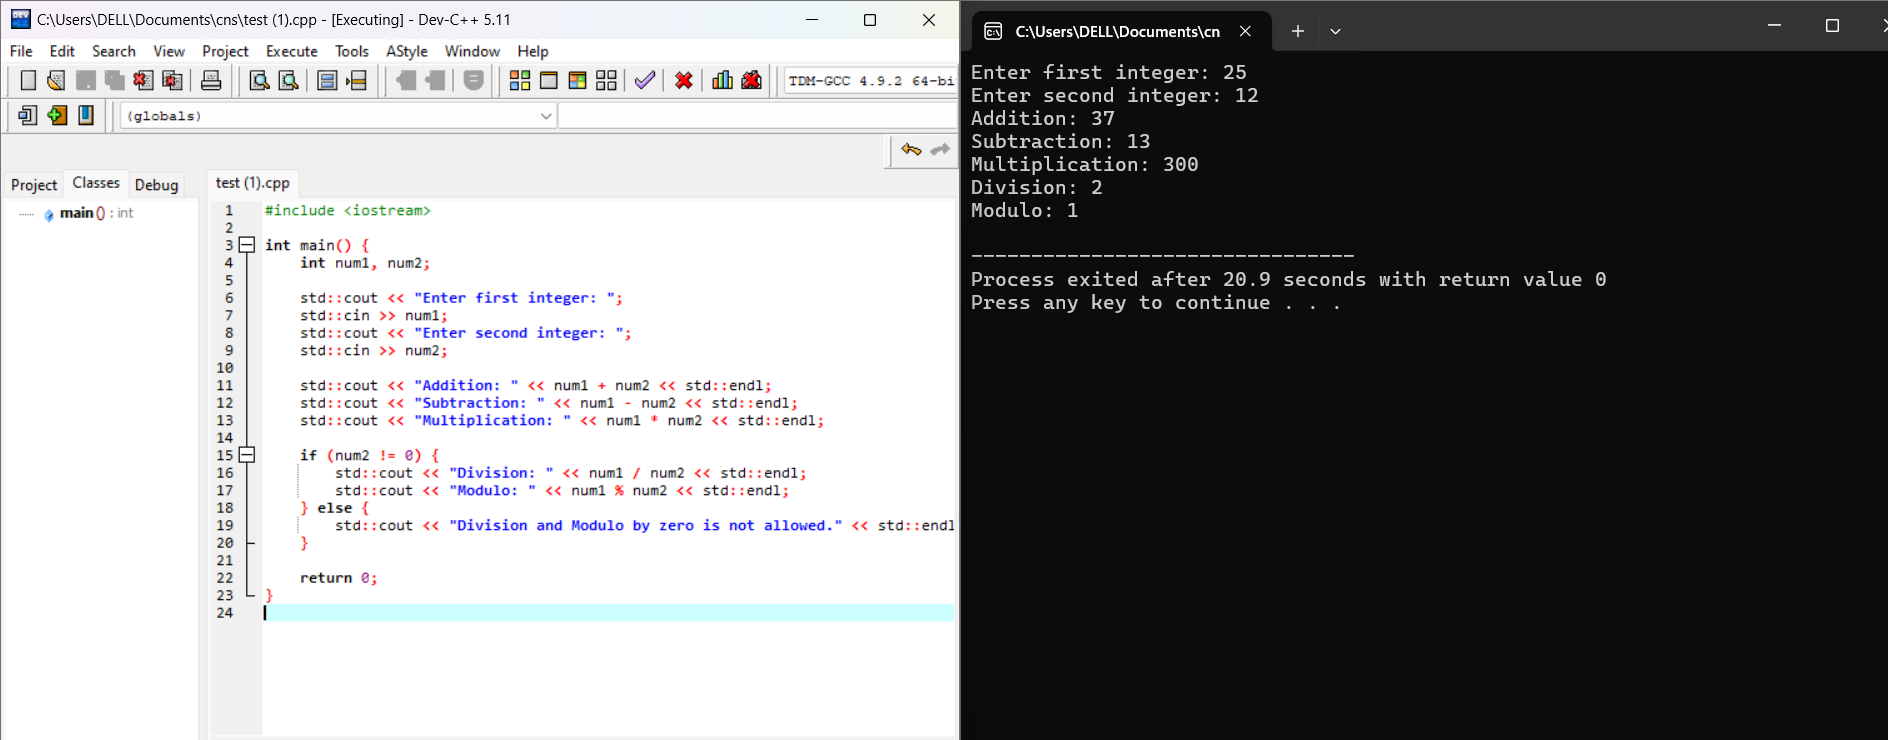 C:\Users\DELL\Documents\cns\test (1).cpp - [Executing] - Dev-C++ 5.11
File Edit Search View Project Execute Tools AStyle Window Help
TDM-GCC 4.9.2 64-bi
(globals)
Project Classes Debug
main () : int
test (1).cpp
1 #include <iostream>
2
3 int main() {
4     int num1, num2;
5
6     std::cout << "Enter first integer: ";
7     std::cin >> num1;
8     std::cout << "Enter second integer: ";
9     std::cin >> num2;
10
11     std::cout << "Addition: " << num1 + num2 << std::endl;
12     std::cout << "Subtraction: " << num1 - num2 << std::endl;
13     std::cout << "Multiplication: " << num1 * num2 << std::endl;
14
15     if (num2 != 0) {
16         std::cout << "Division: " << num1 / num2 << std::endl;
17         std::cout << "Modulo: " << num1 % num2 << std::endl;
18     } else {
19         std::cout << "Division and Modulo by zero is not allowed." << std::endl
20     }
21
22     return 0;
23 }
24
C:\Users\DELL\Documents\cn
Enter first integer: 25
Enter second integer: 12
Addition: 37
Subtraction: 13
Multiplication: 300
Division: 2
Modulo: 1
--------------------------------
Process exited after 20.9 seconds with return value 0
Press any key to continue . . .